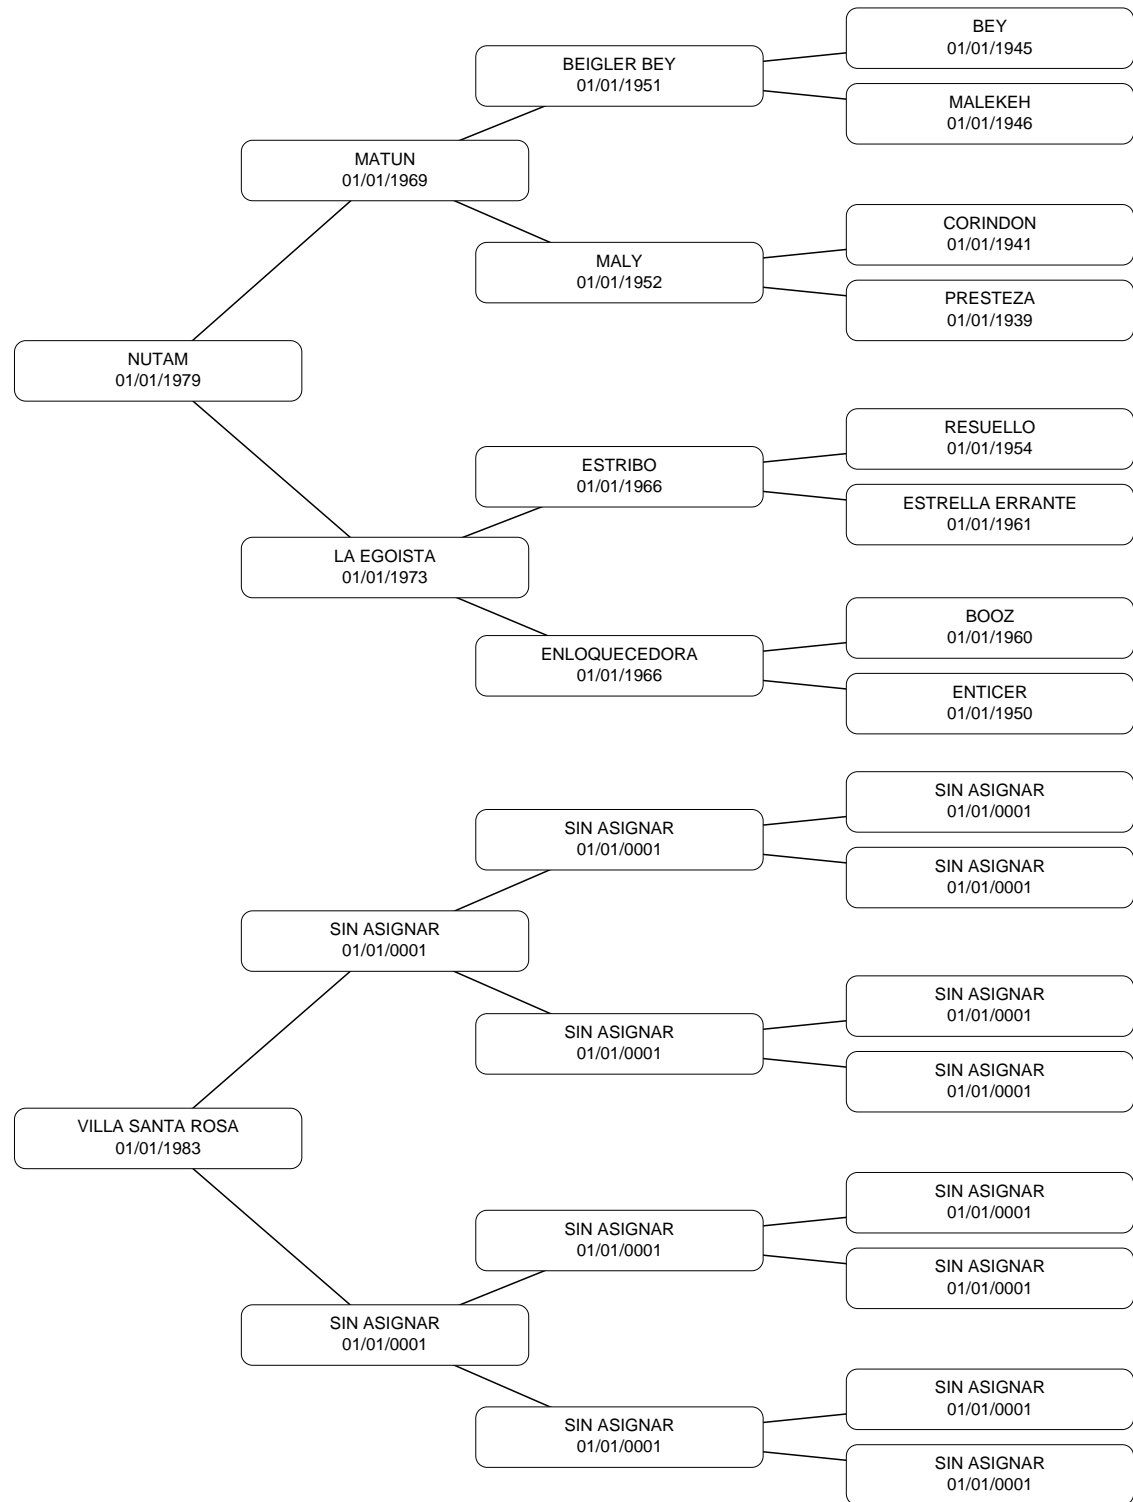 BEY
01/01/1945
BEIGLER BEY
01/01/1951
MALEKEH
01/01/1946
MATUN
01/01/1969
CORINDON
01/01/1941
MALY
01/01/1952
PRESTEZA
01/01/1939
NUTAM
01/01/1979
RESUELLO
01/01/1954
ESTRIBO
01/01/1966
ESTRELLA ERRANTE
01/01/1961
LA EGOISTA
01/01/1973
BOOZ
01/01/1960
ENLOQUECEDORA
01/01/1966
ENTICER
01/01/1950
SIN ASIGNAR
01/01/0001
SIN ASIGNAR
01/01/0001
SIN ASIGNAR
01/01/0001
SIN ASIGNAR
01/01/0001
SIN ASIGNAR
01/01/0001
SIN ASIGNAR
01/01/0001
SIN ASIGNAR
01/01/0001
VILLA SANTA ROSA
01/01/1983
SIN ASIGNAR
01/01/0001
SIN ASIGNAR
01/01/0001
SIN ASIGNAR
01/01/0001
SIN ASIGNAR
01/01/0001
SIN ASIGNAR
01/01/0001
SIN ASIGNAR
01/01/0001
SIN ASIGNAR
01/01/0001